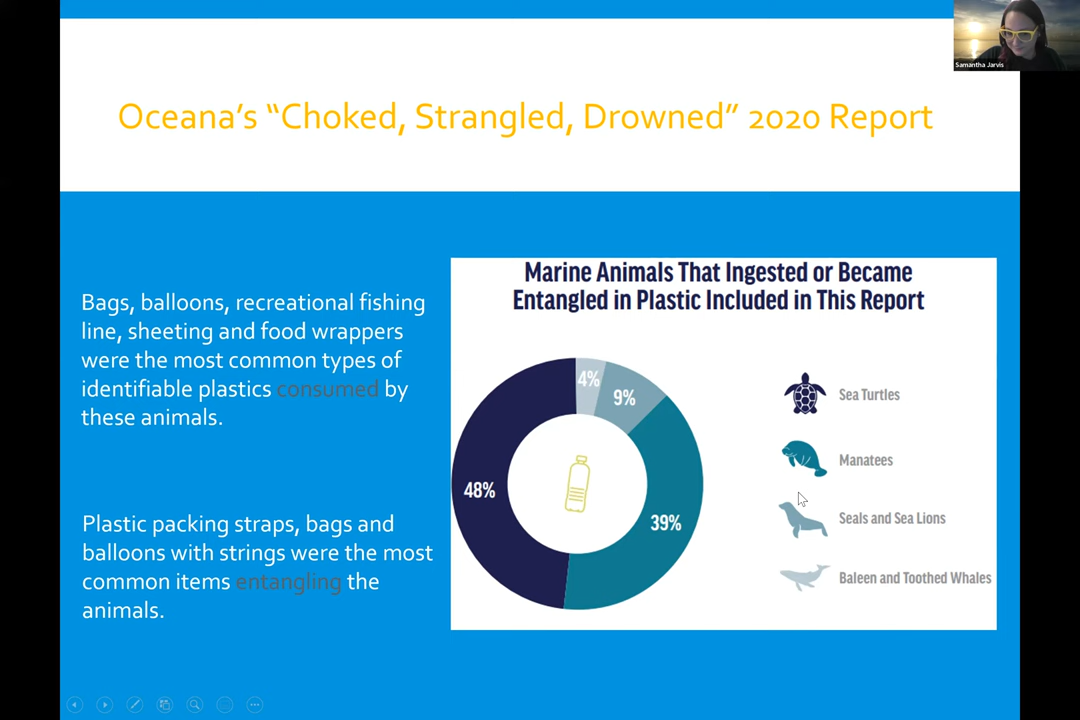 Samantha Jarvis
Oceana's “Choked, Strangled, Drowned” 2020 Report
Bags, balloons, recreational fishing
line, sheeting and food wrappers
were the most common types of
identifiable plastics consumed by
these animals.
Plastic packing straps, bags and
balloons with strings were the most
common items entangling the
animals.
Marine Animals That Ingested or Became
Entangled in Plastic Included in This Report
4%
9%
48%
39%
Sea Turtles
Manatees
Seals and Sea Lions
Baleen and Toothed Whales